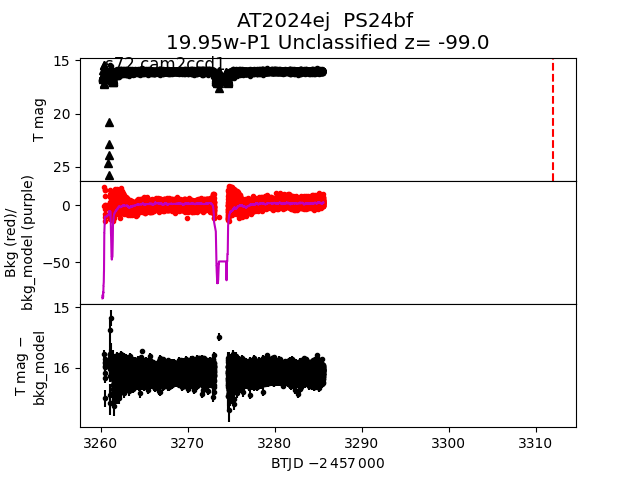 AT2024ej PS24bf
19.95w-P1 Unclassified z= -99.0
s72 cam2ccd1
15
20
25
T mag
0
−50
Bkg (red)/
bkg_model (purple)
15
16
T mag −
bkg_model
3260 3270 3280 3290 3300 3310
BTJD −2 457 000